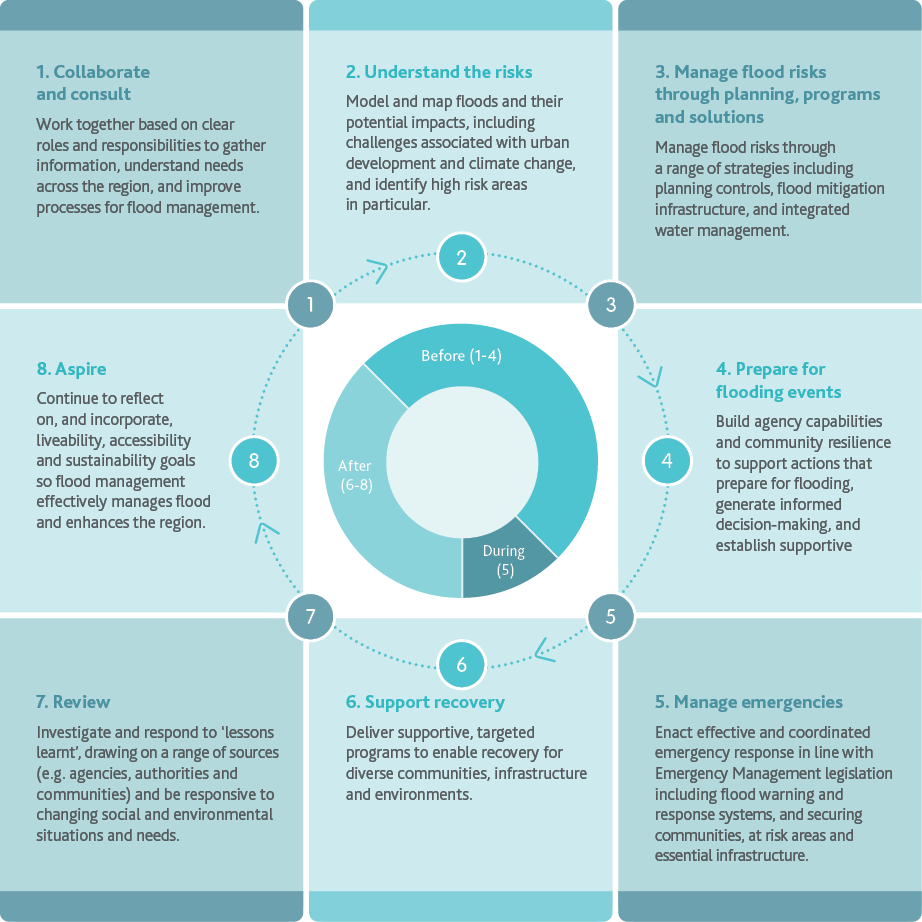 1. Collaborate
and consult
Work together based on clear
roles and responsibilities to gather
information, understand needs
across the region, and improve
processes for flood management.
2. Understand the risks
Model and map floods and their
potential impacts, including
challenges associated with urban
development and climate change,
and identify high risk areas
in particular.
3. Manage flood risks
through planning, programs
and solutions
Manage flood risks through
a range of strategies including
planning controls, flood mitigation
infrastructure, and integrated
water management.
2
1
3
8. Aspire
Continue to reflect
on, and incorporate,
liveability, accessibility
and sustainability goals
so flood management
effectively manages flood
and enhances the region.
8
Before (1-4)
After
(6-8)
During
(5)
4
4. Prepare for
flooding events
Build agency capabilities
and community resilience
to support actions that
prepare for flooding,
generate informed
decision-making, and
establish supportive
7
6
5
7. Review
Investigate and respond to 'lessons
learnt’, drawing on a range of sources
(e.g. agencies, authorities and
communities) and be responsive to
changing social and environmental
situations and needs.
6. Support recovery
Deliver supportive, targeted
programs to enable recovery for
diverse communities, infrastructure
and environments.
5. Manage emergencies
Enact effective and coordinated
emergency response in line with
Emergency Management legislation
including flood warning and
response systems, and securing
communities, at risk areas and
essential infrastructure.